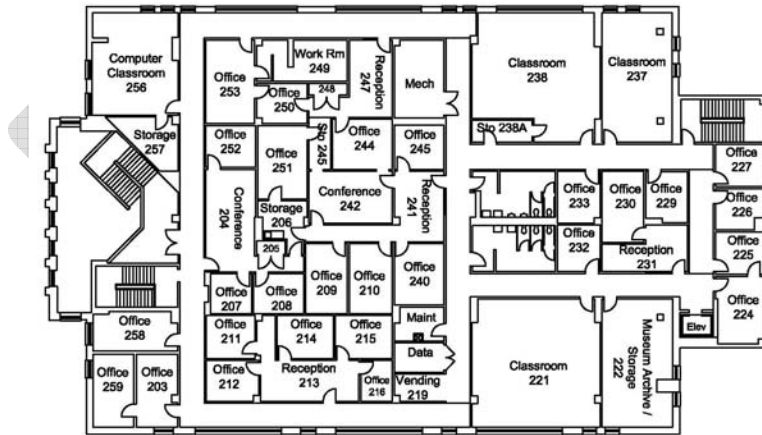 Computer
Classroom
256
Office
253
Work Rm
249
Office
250
248
Reception
247
Mech
Classroom
238
Classroom
237
Sto 238A
Storage
257
Office
252
Office
251
Sto 245
Office
244
Office
245
Office
227
Conference
204
Conference
242
Reception
241
Office
233
Office
230
Office
229
Office
226
Storage
206
205
Office
232
Reception
231
Office
225
Office
207
Office
208
Office
209
Office
210
Office
240
Office
224
Office
258
Office
211
Office
214
Office
215
Maint
Elev
Office
259
Office
203
Office
212
Reception
213
Office
216
Data
Vending
219
Classroom
221
Museum Archive /
Storage
222